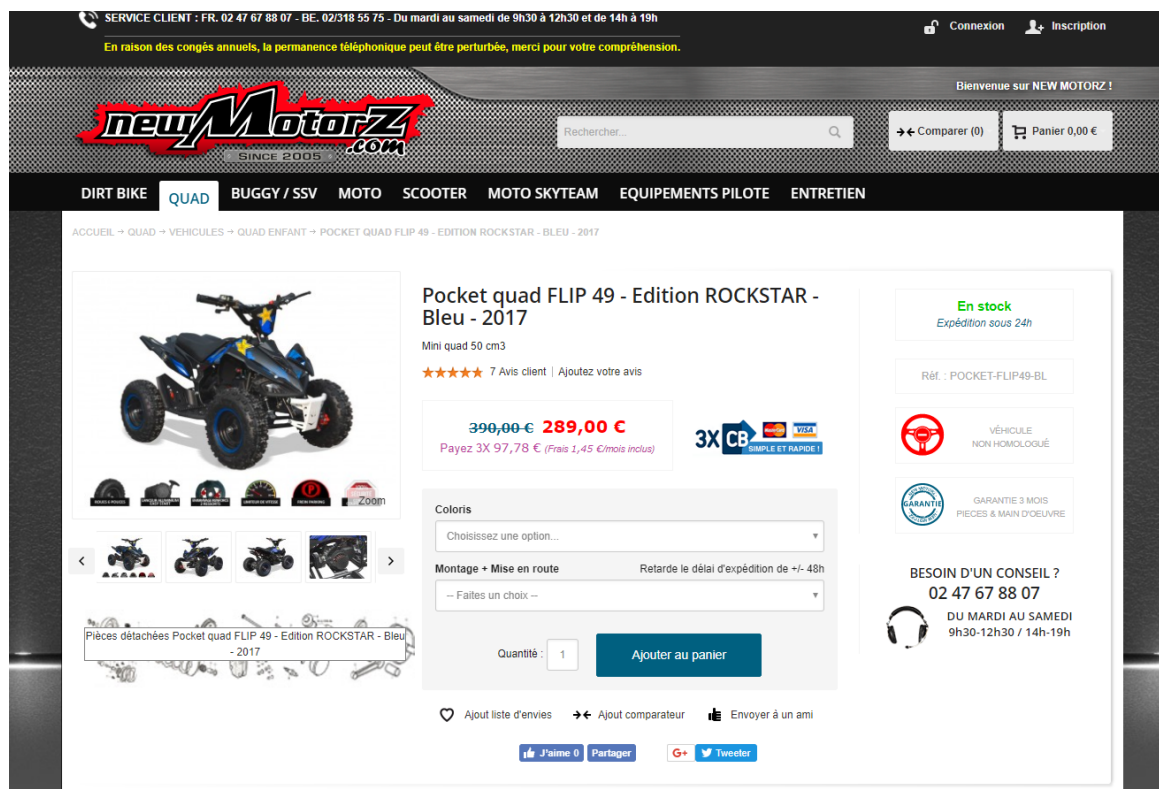 SERVICE CLIENT : FR. 02 47 67 88 07 - BE. 02/318 55 75 - Du mardi au samedi de 9h30 à 12h30 et de 14h à 19h
En raison des congés annuels, la permanence téléphonique peut être perturbée, merci pour votre compréhension.
Connexion
Inscription
Bienvenue sur NEW MOTORZ !
newMotorZ
.com
SINCE 2005
Rechercher...
Comparer (0)
Panier 0,00 €
DIRT BIKE QUAD BUGGY / SSV MOTO SCOOTER MOTO SKYTEAM EQUIPEMENTS PILOTE ENTRETIEN
ACCUEIL → QUAD → VEHICULES → QUAD ENFANT → POCKET QUAD FLIP 49 - EDITION ROCKSTAR - BLEU - 2017
Zoom
Pièces détachées Pocket quad FLIP 49 - Edition ROCKSTAR - Bleu
- 2017
Pocket quad FLIP 49 - Edition ROCKSTAR -
Bleu - 2017
Mini quad 50 cm3
7 Avis client | Ajoutez votre avis
390,00 € 289,00 €
Payez 3X 97,78 € (Frais 1,45 €/mois inclus)
3X CB MasterCard VISA
SIMPLE ET RAPIDE !
Coloris
Choisissez une option...
Montage + Mise en route Retarde le délai d'expédition de +/- 48h
-- Faites un choix --
Quantité : 1 Ajouter au panier
Ajout liste d'envies Ajout comparateur Envoyer à un ami
J'aime 0 Partager G+ Tweeter
En stock
Expédition sous 24h
Réf. : POCKET-FLIP49-BL
VÉHICULE
NON HOMOLOGUÉ
GARANTIE
GARANTIE 3 MOIS
PIECES & MAIN D'OEUVRE
BESOIN D'UN CONSEIL ?
02 47 67 88 07
DU MARDI AU SAMEDI
9h30-12h30 / 14h-19h